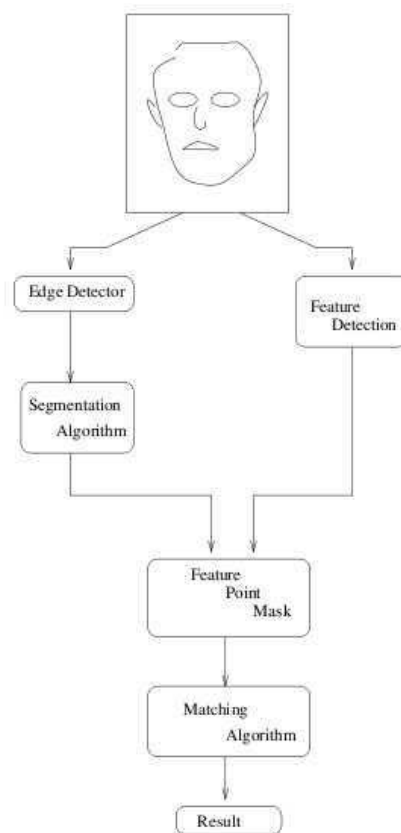 Edge Detector
Feature
Detection
Segmentation
Algorithm
Feature
Point
Mask
Matching
Algorithm
Result